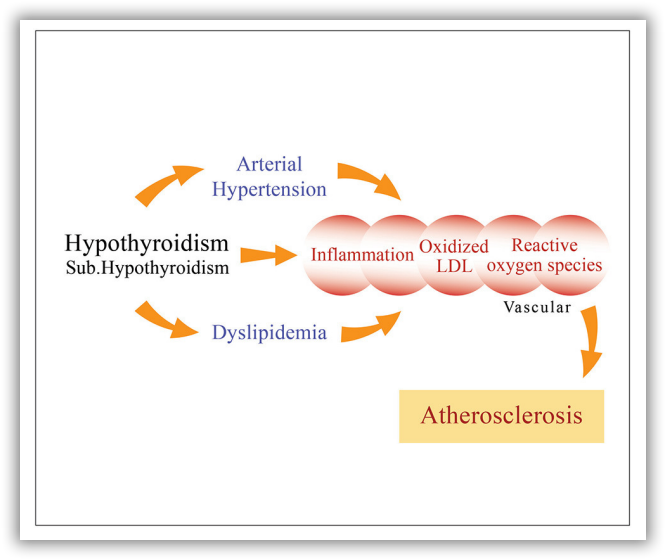 Arterial
Hypertension
Hypothyroidism
Sub.Hypothyroidism
Inflammation
Oxidized
LDL
Reactive
oxygen species
Vascular
Dyslipidemia
Atherosclerosis